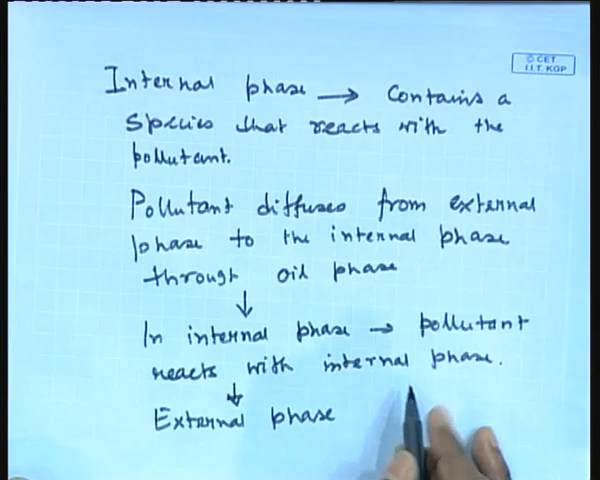 © CET
I.I.T. KGP
Internal phase → Contains a
species that reacts with the
pollutant.
Pollutant diffuses from external
phase to the internal phase
through oil phase
↓
In internal phase → pollutant
reacts with internal phase.
↓
External phase